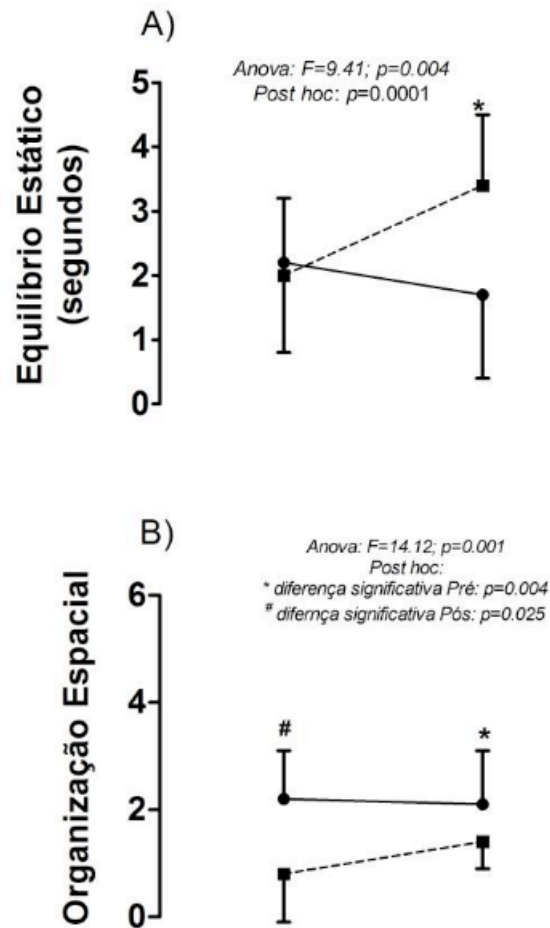 A)
Anova: F=9.41; p=0.004
Post hoc: p=0.0001
Equilíbrio Estático
(segundos)
5
*
4
3
2
1
0
B)
Anova: F=14.12; p=0.001
Post hoc:
* diferença significativa Pré: p=0.004
# difernça significativa Pós: p=0.025
Organização Espacial
6
4
#
*
2
0